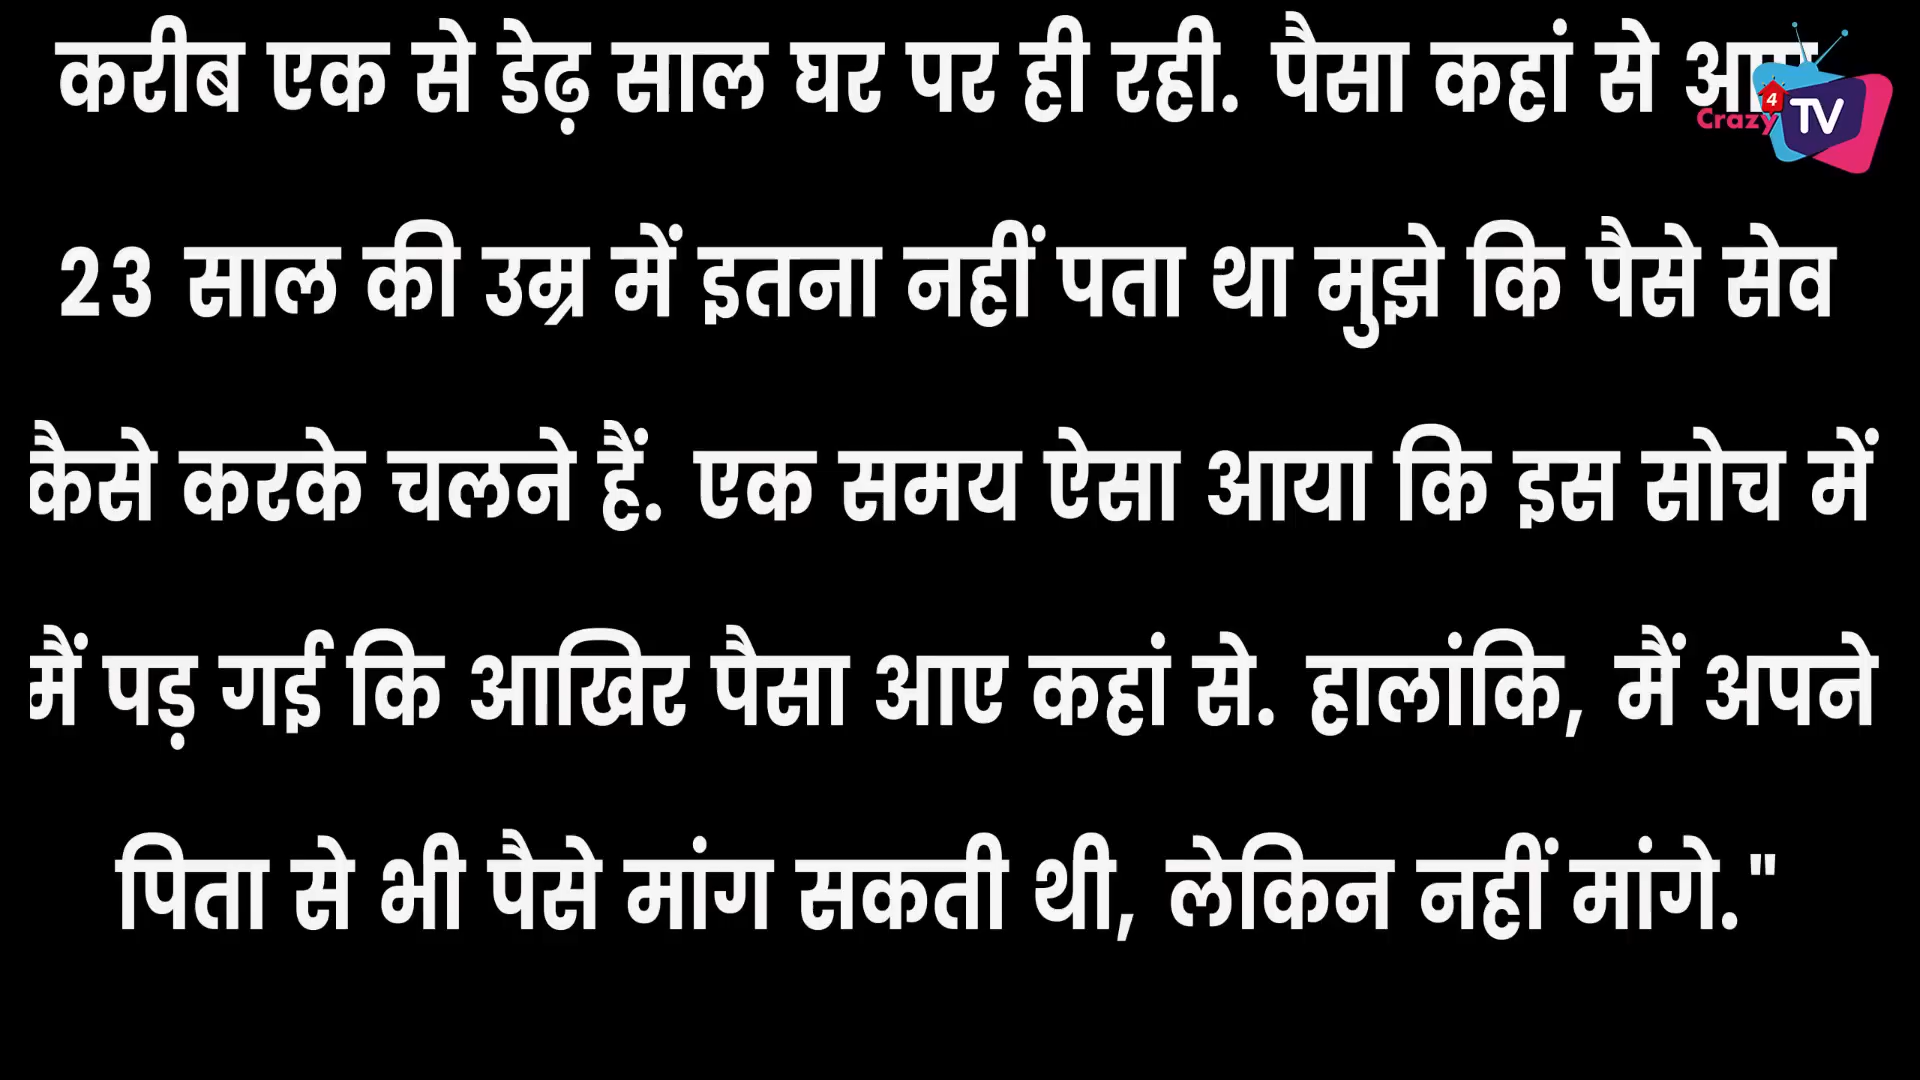 करीब एक से डेढ़ साल घर पर ही रही. पैसा कहां से आए
Crazy 4 TV
23 साल की उम्र में इतना नहीं पता था मुझे कि पैसे सेव
कैसे करके चलने हैं. एक समय ऐसा आया कि इस सोच में
मैं पड़ गई कि आखिर पैसा आए कहां से. हालांकि, मैं अपने
पिता से भी पैसे मांग सकती थी, लेकिन नहीं मांगे."